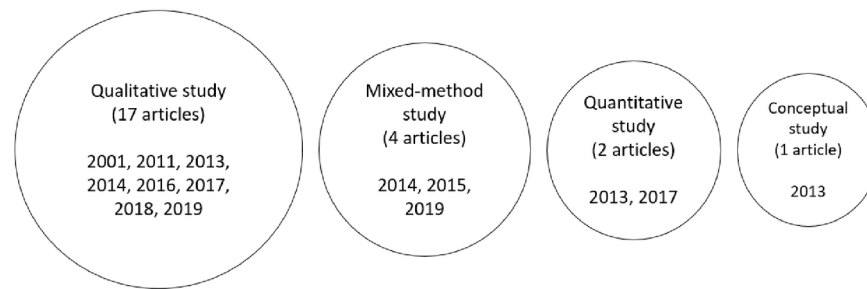 Qualitative study
(17 articles)
2001, 2011, 2013,
2014, 2016, 2017,
2018, 2019
Mixed-method
study
(4 articles)
2014, 2015,
2019
Quantitative
study
(2 articles)
2013, 2017
Conceptual
study
(1 article)
2013